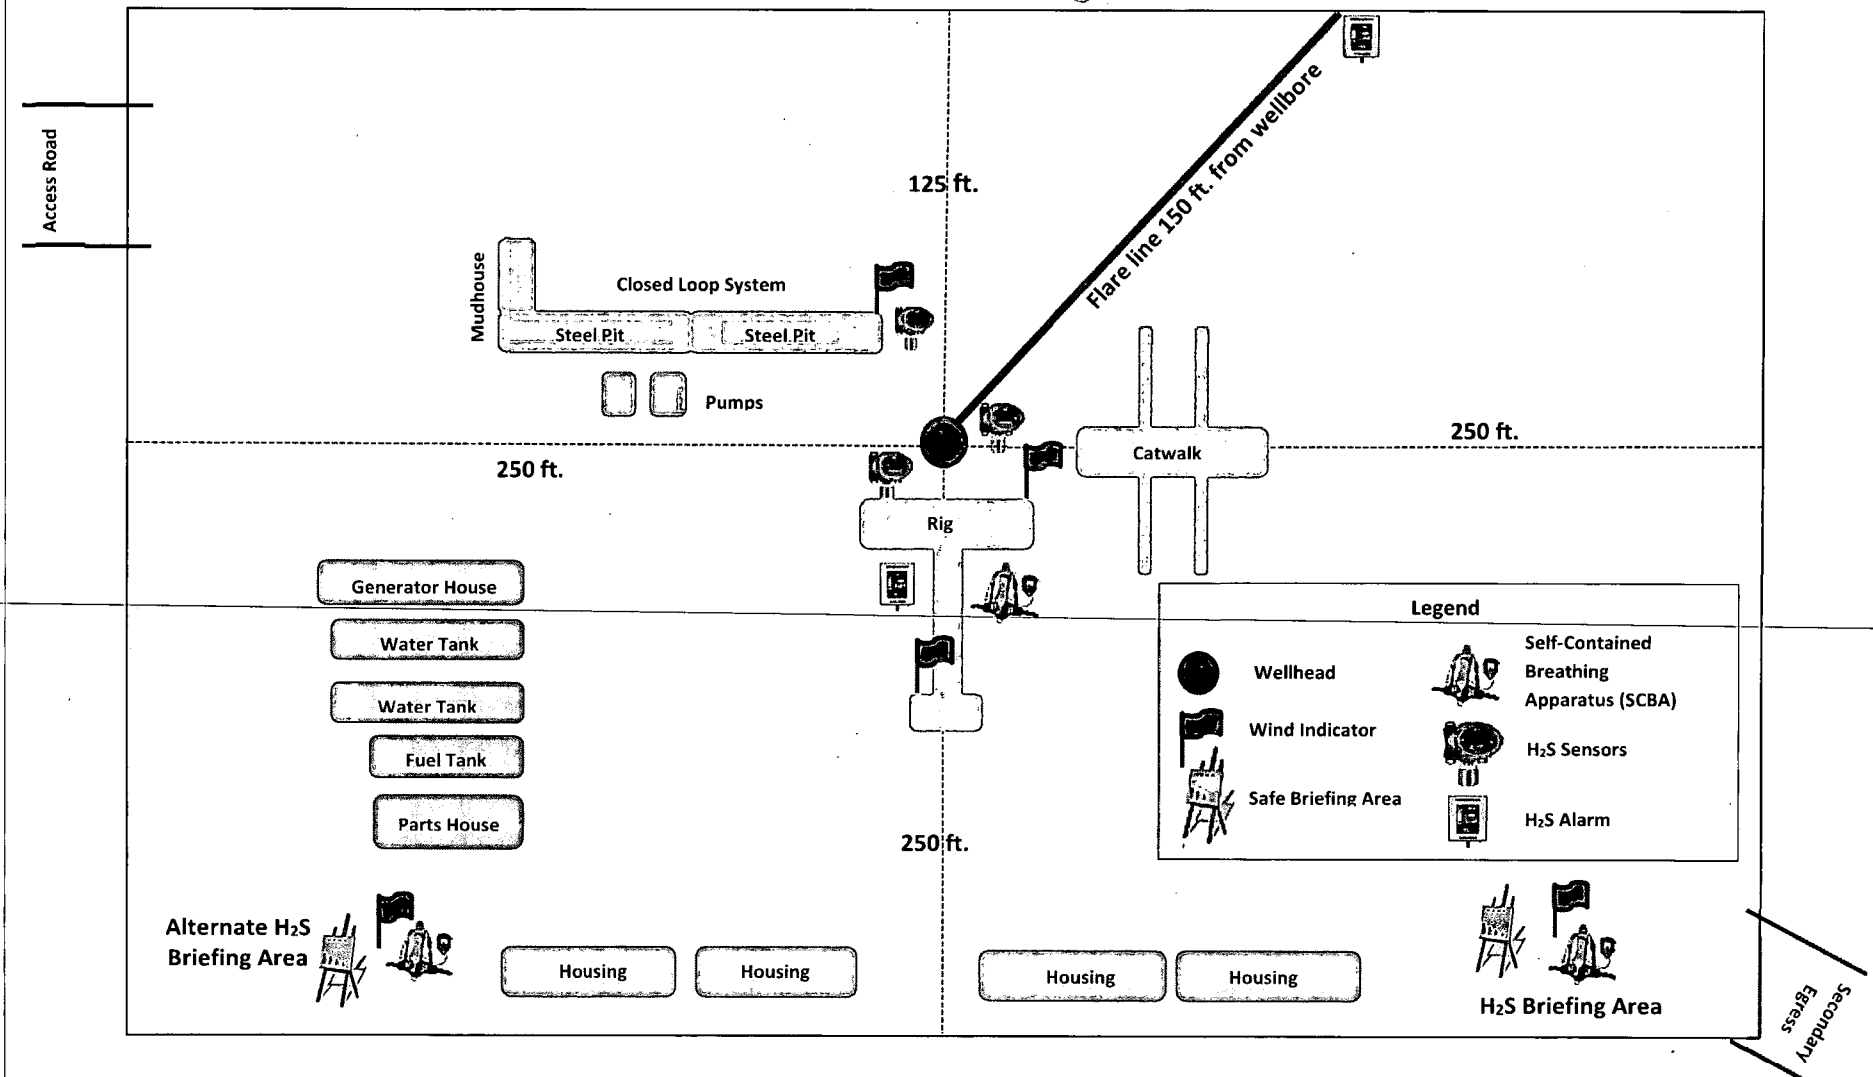 Access Road
125 ft.
Flare line 150 ft. from wellbore
Mudhouse
Closed Loop System
Steel Pit
Steel Pit
Pumps
250 ft.
250 ft.
Catwalk
Rig
Generator House
Water Tank
Water Tank
Fuel Tank
Parts House
250 ft.
Legend
Wellhead
Wind Indicator
Safe Briefing Area
Self-Contained
Breathing
Apparatus (SCBA)
H2S Sensors
H2S Alarm
Alternate H2S
Briefing Area
Housing
Housing
Housing
Housing
H2S Briefing Area
Secondary
Egress